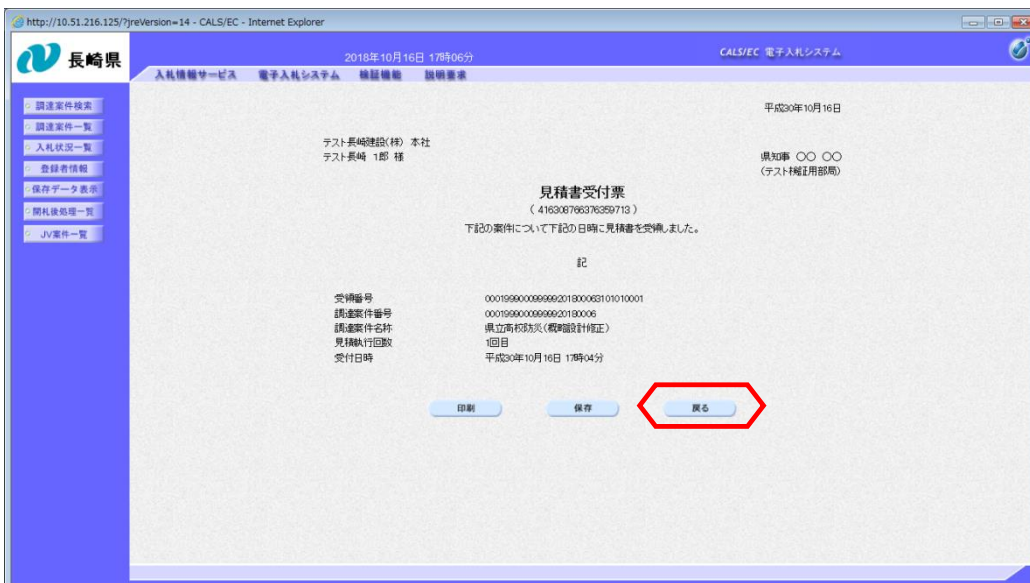 http://10.51.216.125/?jreVersion=14 - CALS/EC - Internet Explorer
長崎県
2018年10月16日 17時06分
CALS/EC 電子入札システム
入札情報サービス 電子入札システム 検証機能 説明要求
調達案件検索
調達案件一覧
入札状況一覧
登録者情報
保存データ表示
開札後処理一覧
JV案件一覧
平成30年10月16日
テスト長崎建設(株) 本社
テスト長崎 1郎 様
県知事 〇〇 〇〇
(テスト検証用部局)
見積書受付票
( 416308766376359713 )
下記の案件について下記の日時に見積書を受領しました。
記
受領番号 000199900099999201800063101010001
調達案件番号 00019990009999920180006
調達案件名称 県立高校防災(概略設計修正)
見積執行回数 1回目
受付日時 平成30年10月16日 17時04分
印刷 保存 戻る